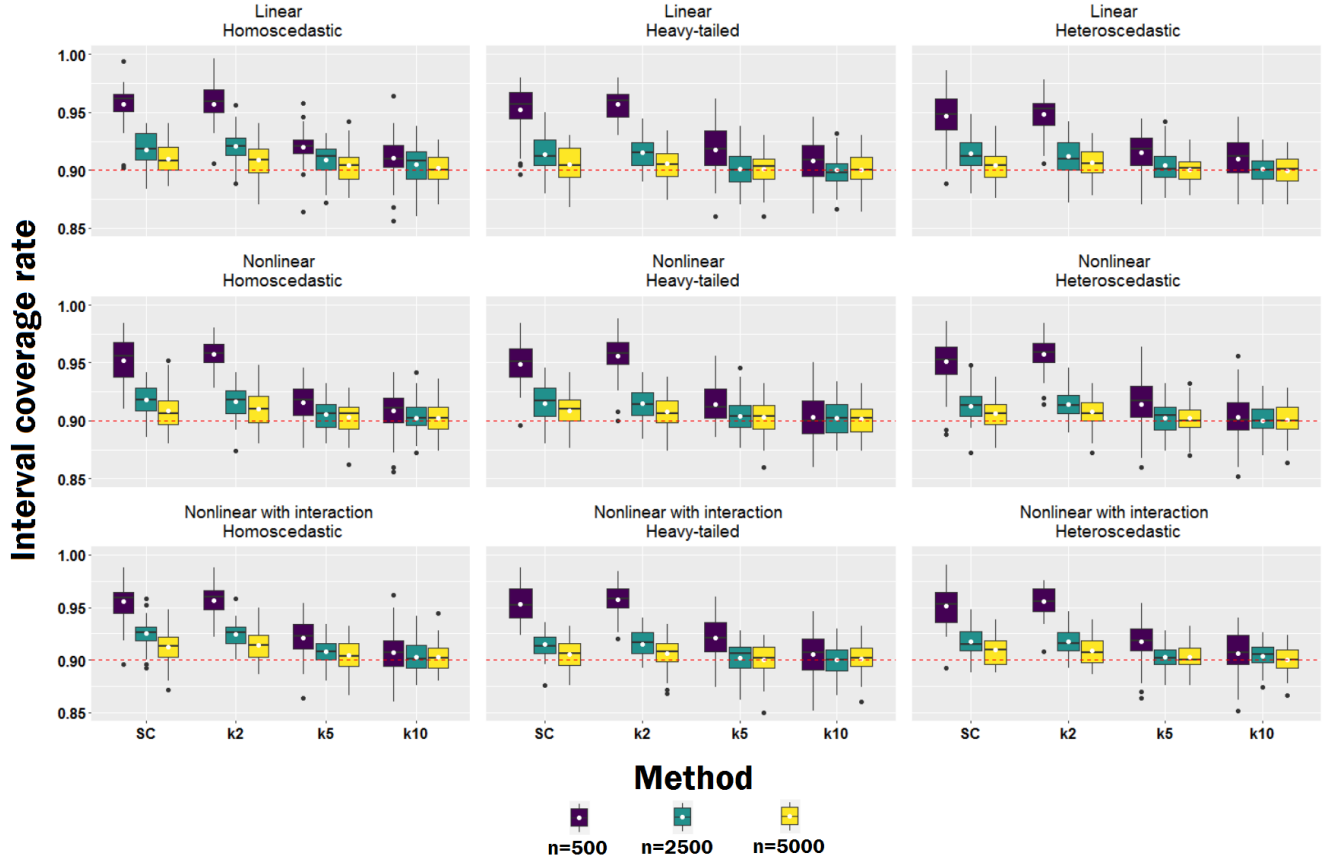 Linear
Homoscedastic
Linear
Heavy-tailed
Linear
Heteroscedastic
1.00
0.95
0.90
0.85
Nonlinear
Homoscedastic
Nonlinear
Heavy-tailed
Nonlinear
Heteroscedastic
1.00
0.95
0.90
0.85
Nonlinear with interaction
Homoscedastic
Nonlinear with interaction
Heavy-tailed
Nonlinear with interaction
Heteroscedastic
1.00
0.95
0.90
0.85
Interval coverage rate
SC k2 k5 k10
SC k2 k5 k10
SC k2 k5 k10
Method
n=500 n=2500 n=5000